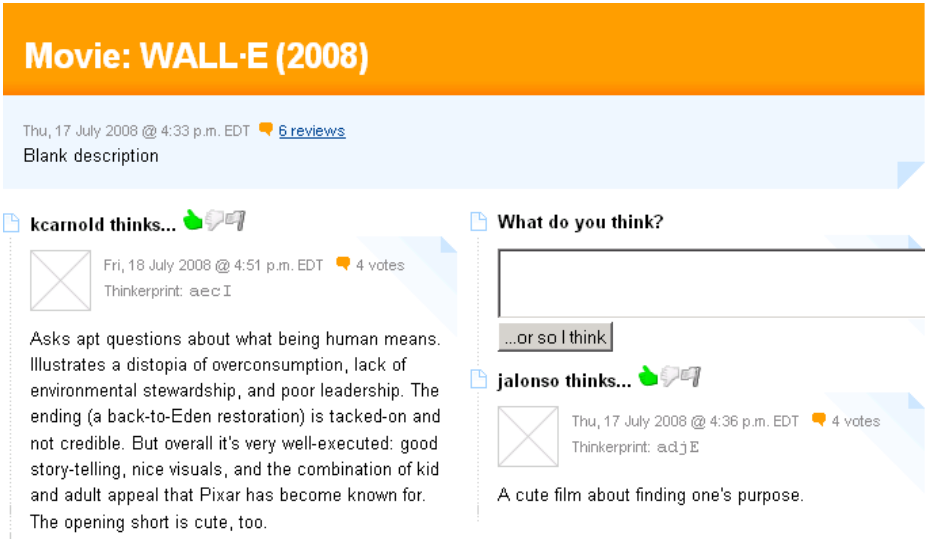 Movie: WALL·E (2008)
Thu, 17 July 2008 @ 4:33 p.m. EDT 6 reviews
Blank description
kcarnold thinks...
Fri, 18 July 2008 @ 4:51 p.m. EDT 4 votes
Thinkerprint: aecI
Asks apt questions about what being human means.
Illustrates a distopia of overconsumption, lack of
environmental stewardship, and poor leadership. The
ending (a back-to-Eden restoration) is tacked-on and
not credible. But overall it's very well-executed: good
story-telling, nice visuals, and the combination of kid
and adult appeal that Pixar has become known for.
The opening short is cute, too.
What do you think?
...or so I think
jalonso thinks...
Thu, 17 July 2008 @ 4:36 p.m. EDT 4 votes
Thinkerprint: adjE
A cute film about finding one's purpose.